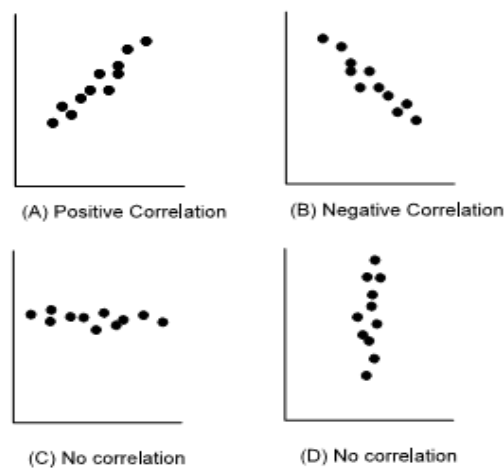 (A) Positive Correlation
(B) Negative Correlation
(C) No correlation
(D) No correlation